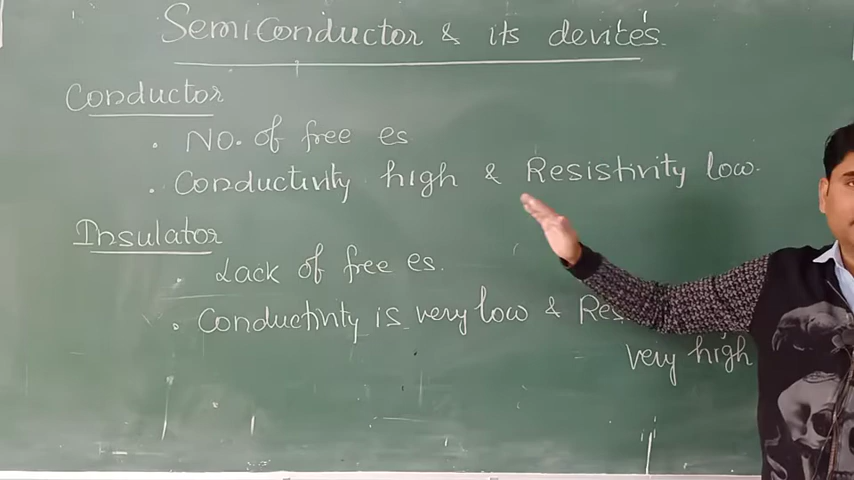 Semiconductor & its devices.
Conductor
. No. of free es
. Conductivity high & Resistivity low.
Insulator
. Lack of free es.
. Conductivity is very low &
very high